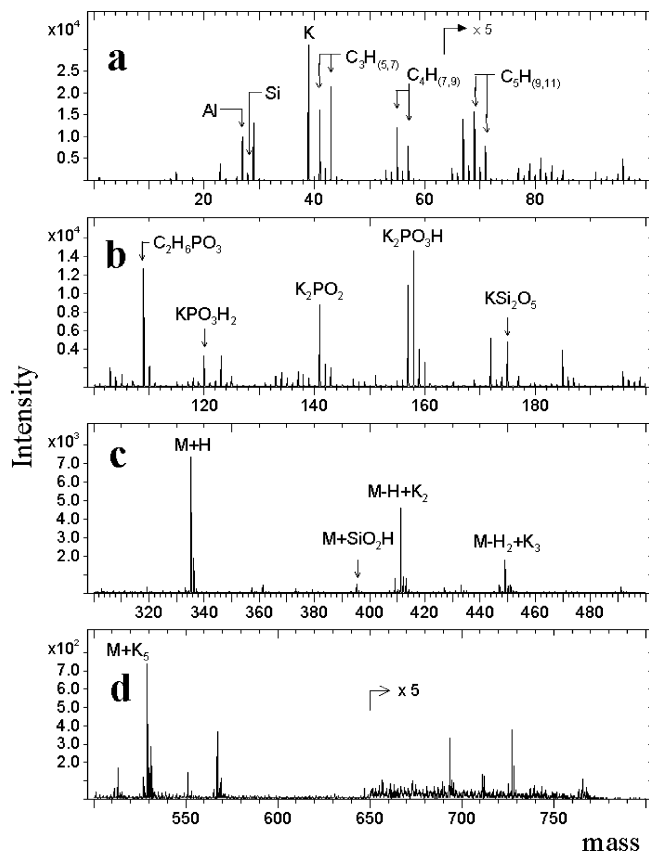 x10⁴
a
2.5
2.0
1.5
1.0
0.5
Al
Si
K
C₃H₍₅,₇₎
C₄H₍₇,₉₎
C₅H₍₉,₁₁₎
x 5
0 20 40 60 80
x10⁴
b
1.6
1.4
1.2
1.0
0.8
0.6
0.4
C₂H₆PO₃
KPO₃H₂
K₂PO₂
K₂PO₃H
KSi₂O₅
120 140 160 180
Intensity
x10³
c
7.0
6.0
5.0
4.0
3.0
2.0
M+H
M+SiO₂H
M-H+K₂
M-H₂+K₃
320 340 360 380 400 420 440 460 480
x10²
d
7.0
6.0
5.0
4.0
3.0
2.0
M+K₅
x 5
550 600 650 700 750
mass